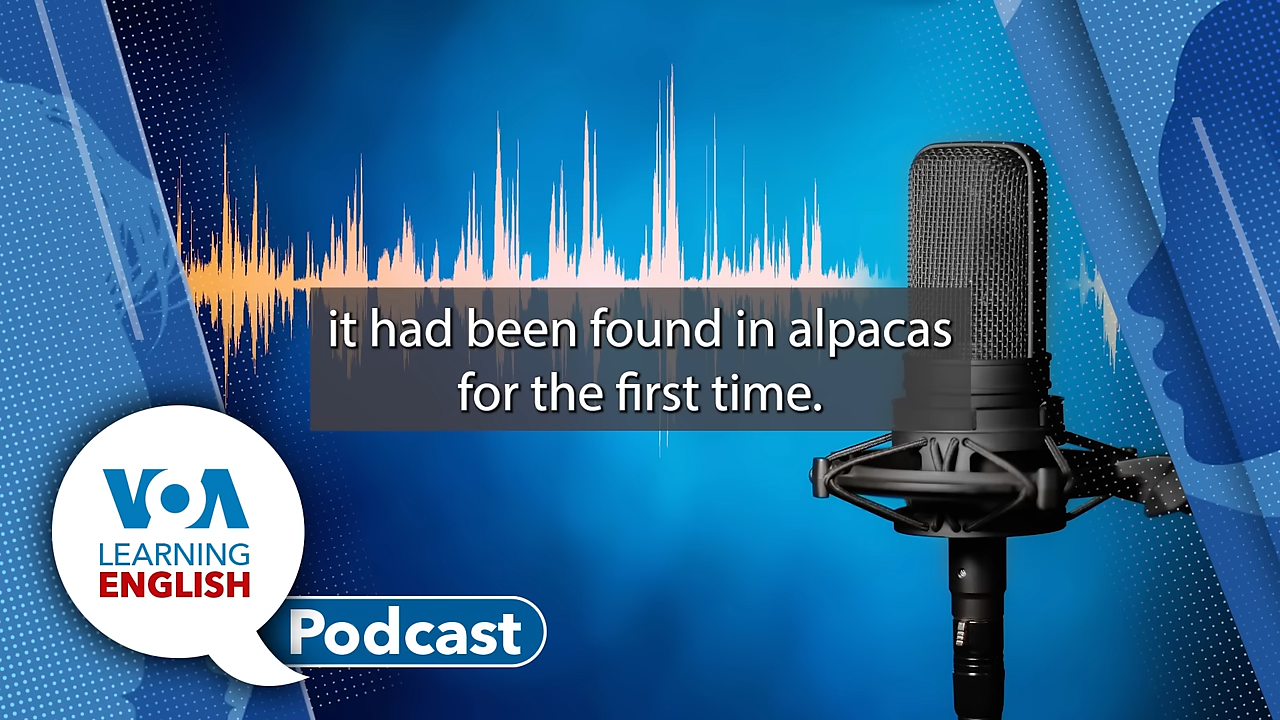 it had been found in alpacas
for the first time.
VOA
LEARNING
ENGLISH
Podcast